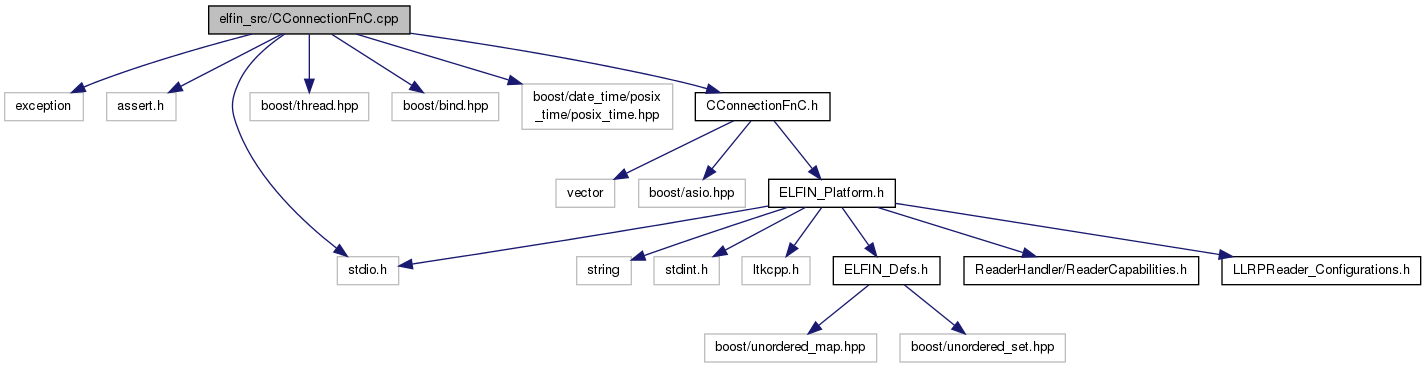 elfin_src/CConnectionFnC.cpp
exception
assert.h
boost/thread.hpp
boost/bind.hpp
boost/date_time/posix
_time/posix_time.hpp
CConnectionFnC.h
vector
boost/asio.hpp
ELFIN_Platform.h
stdio.h
string
stdint.h
ltkcpp.h
ELFIN_Defs.h
ReaderHandler/ReaderCapabilities.h
LLRPReader_Configurations.h
boost/unordered_map.hpp
boost/unordered_set.hpp